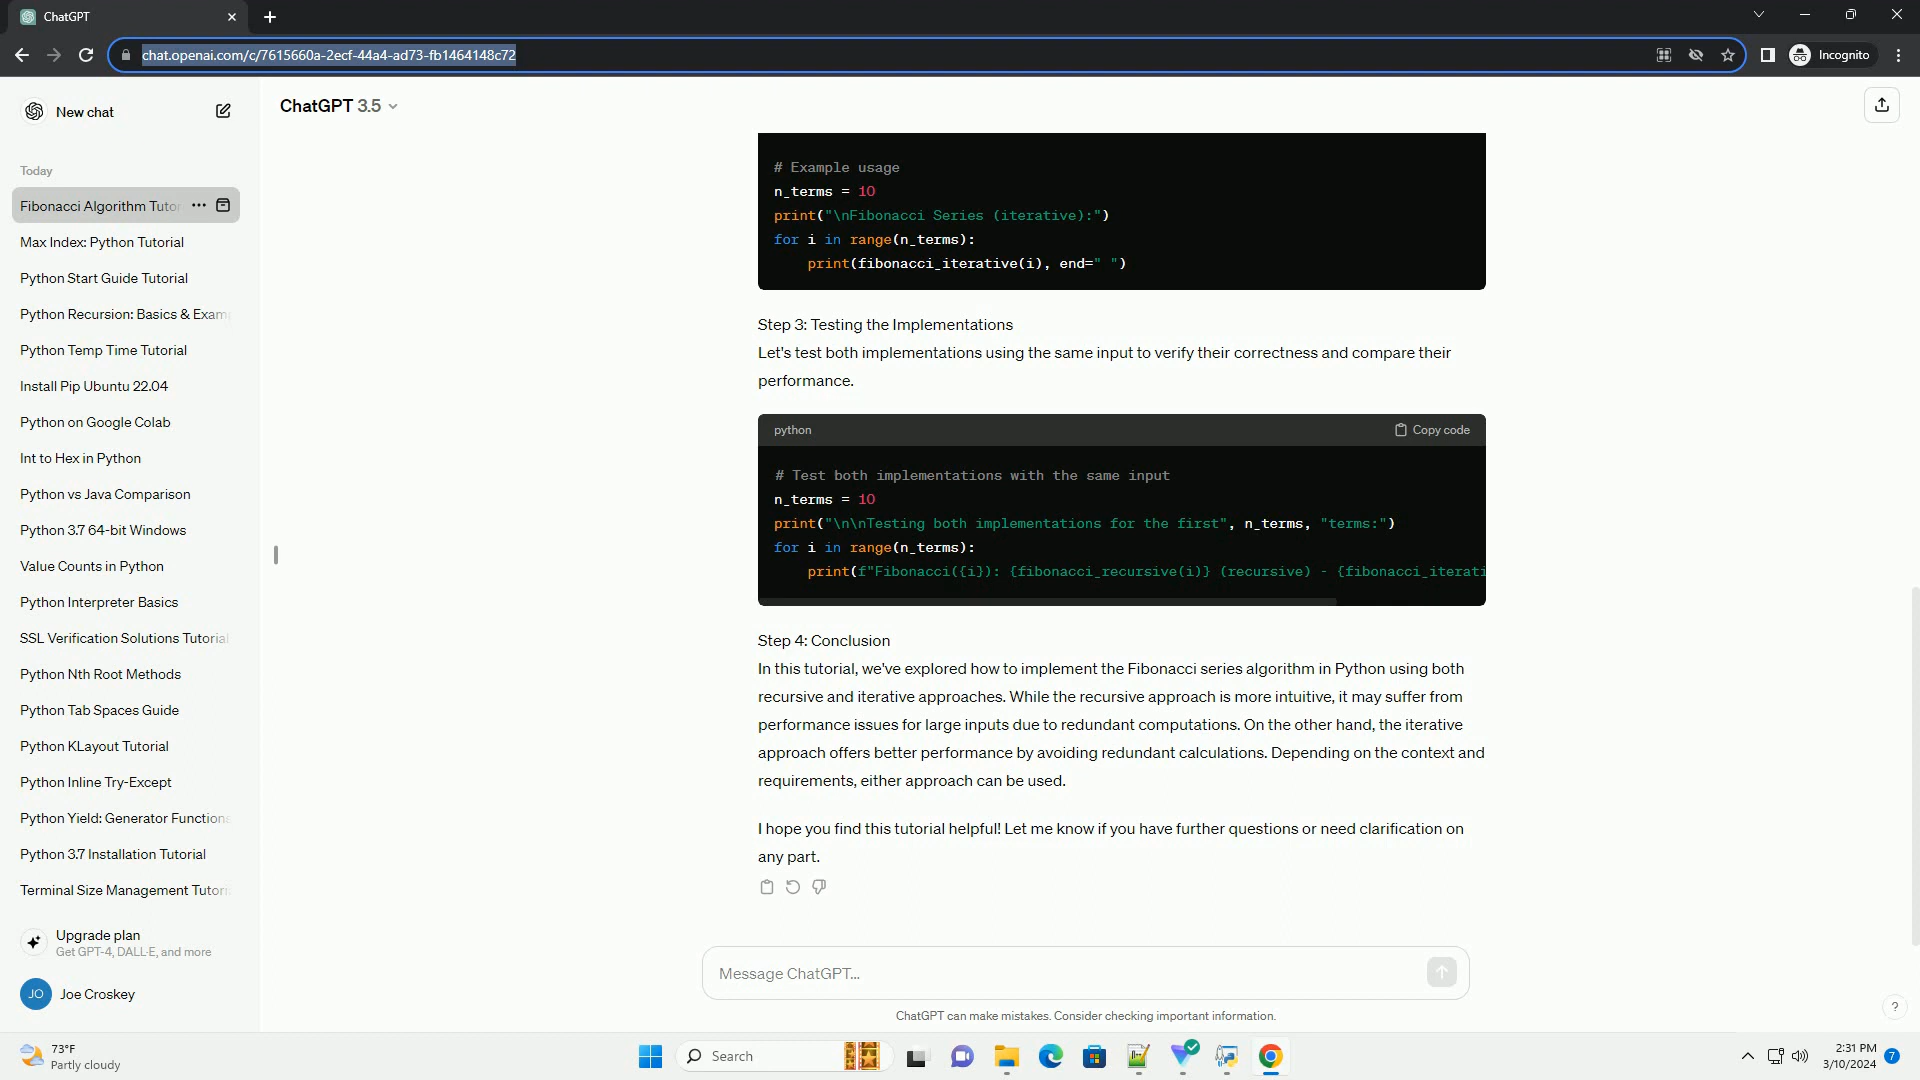 ChatGPT
chat.openai.com/c/7615660a-2ecf-44a4-ad73-fb1464148c72
Incognito
New chat
Today
Fibonacci Algorithm Tutor
Max Index: Python Tutorial
Python Start Guide Tutorial
Python Recursion: Basics & Exam
Python Temp Time Tutorial
Install Pip Ubuntu 22.04
Python on Google Colab
Int to Hex in Python
Python vs Java Comparison
Python 3.7 64-bit Windows
Value Counts in Python
Python Interpreter Basics
SSL Verification Solutions Tutorial
Python Nth Root Methods
Python Tab Spaces Guide
Python KLayout Tutorial
Python Inline Try-Except
Python Yield: Generator Functions
Python 3.7 Installation Tutorial
Terminal Size Management Tutori
Upgrade plan
Get GPT-4, DALL·E, and more
JO Joe Croskey
ChatGPT 3.5
# Example usage
n_terms = 10
print("\nFibonacci Series (iterative):")
for i in range(n_terms):
    print(fibonacci_iterative(i), end=" ")
Step 3: Testing the Implementations
Let's test both implementations using the same input to verify their correctness and compare their
performance.
python Copy code
# Test both implementations with the same input
n_terms = 10
print("\n\nTesting both implementations for the first", n_terms, "terms:")
for i in range(n_terms):
    print(f"Fibonacci({i}): {fibonacci_recursive(i)} (recursive) - {fibonacci_iterati
Step 4: Conclusion
In this tutorial, we've explored how to implement the Fibonacci series algorithm in Python using both
recursive and iterative approaches. While the recursive approach is more intuitive, it may suffer from
performance issues for large inputs due to redundant computations. On the other hand, the iterative
approach offers better performance by avoiding redundant calculations. Depending on the context and
requirements, either approach can be used.
I hope you find this tutorial helpful! Let me know if you have further questions or need clarification on
any part.
Message ChatGPT...
ChatGPT can make mistakes. Consider checking important information.
?
73°F
Partly cloudy
Search
2:31 PM
3/10/2024
7